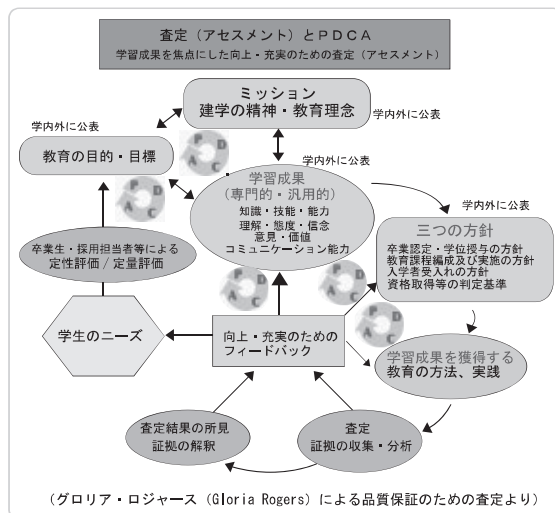 査定（アセスメント）とＰＤＣＡ
学習成果を焦点にした向上・充実のための査定（アセスメント）
ミッション
建学の精神・教育理念
学内外に公表
学内外に公表
教育の目的・目標
P
D
C
A
P
D
C
A
学内外に公表
学習成果
（専門的・汎用的）
知識・技能・能力
理解・態度・信念
意見・価値
コミュニケーション能力
学内外に公表
三つの方針
卒業認定・学位授与の方針
教育課程編成及び実施の方針
入学者受入れの方針
資格取得等の判定基準
卒業生・採用担当者等による
定性評価/定量評価
P
D
C
A
P
D
C
A
P
D
C
A
学生のニーズ
向上・充実のための
フィードバック
学習成果を獲得する
教育の方法、実践
査定結果の所見
証拠の解釈
査定
証拠の収集・分析
（グロリア・ロジャース（Gloria Rogers）による品質保証のための査定より）